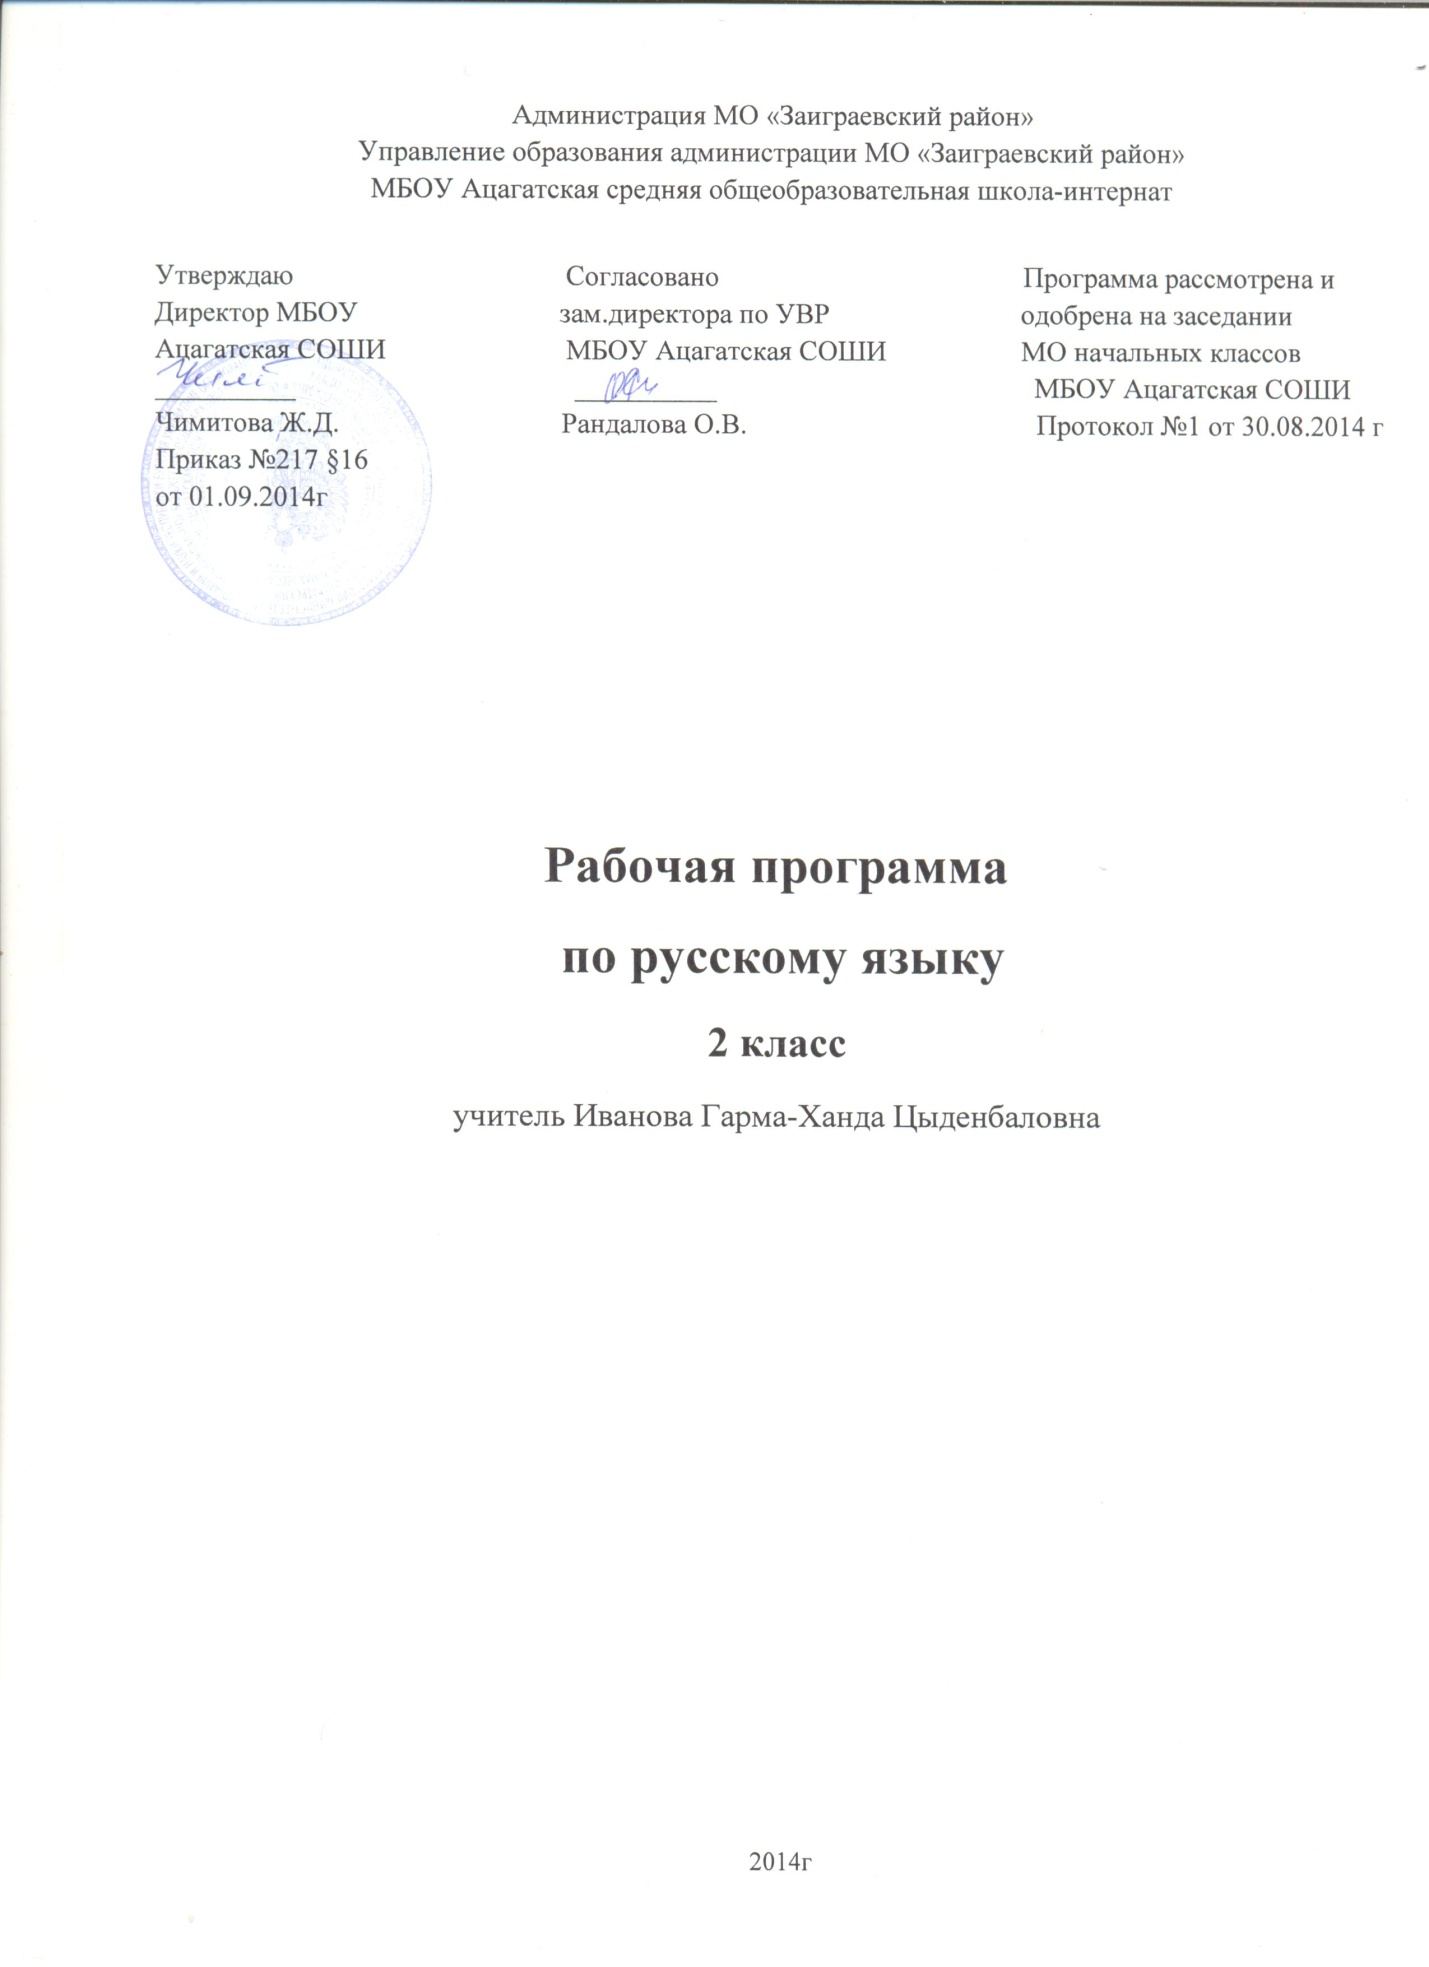 Администрация МО «Заиграевский район»
Управление образования администрации МО «Заиграевский район»
МБОУ Ацагатская средняя общеобразовательная школа-интернат
Утверждаю
Директор МБОУ
Ацагатская СОШИ
Чимитова Ж.Д.
Приказ №217 §16
от 01.09.2014г
Согласовано
зам.директора по УВР
МБОУ Ацагатская СОШИ
Рандалова О.В.
Программа рассмотрена и
одобрена на заседании
МО начальных классов
МБОУ Ацагатская СОШИ
Протокол №1 от 30.08.2014 г
Рабочая программа
по русскому языку
2 класс
учитель Иванова Гарма-Ханда Цыденбаловна
2014г